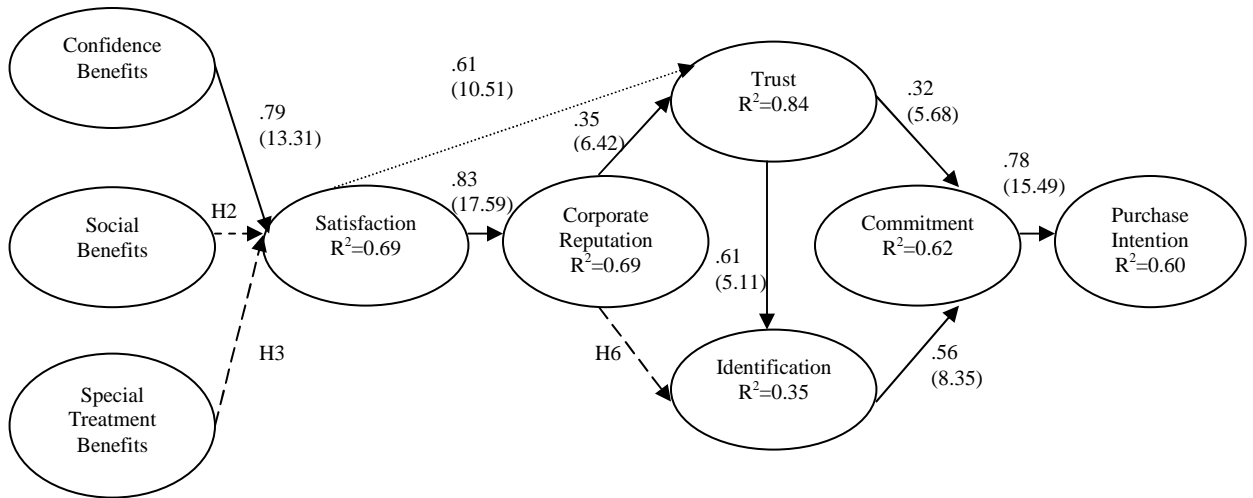 Confidence
Benefits
.79
(13.31)
Social
Benefits
H2
Special
Treatment
Benefits
H3
Satisfaction
R²=0.69
.61
(10.51)
.83
(17.59)
Corporate
Reputation
R²=0.69
.35
(6.42)
H6
Trust
R²=0.84
.61
(5.11)
Identification
R²=0.35
.32
(5.68)
.56
(8.35)
Commitment
R²=0.62
.78
(15.49)
Purchase
Intention
R²=0.60